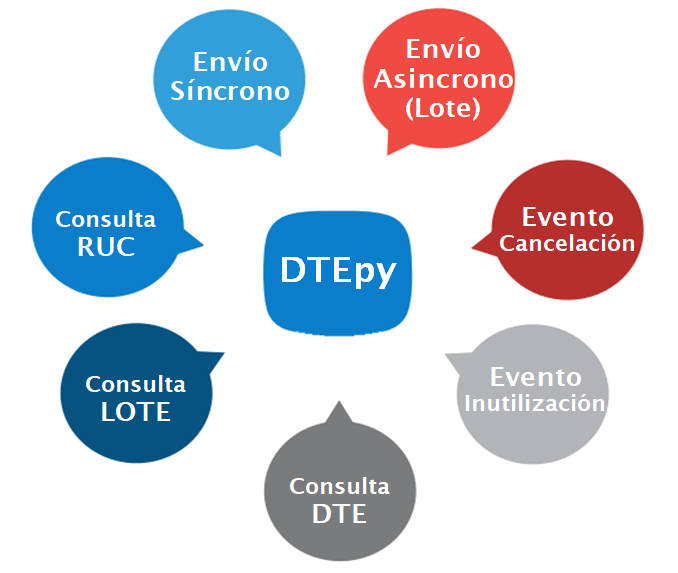 Envío
Síncrono
Envío
Asincrono
(Lote)
Consulta
RUC
Evento
Cancelación
DTEpy
Consulta
LOTE
Evento
Inutilización
Consulta
DTE